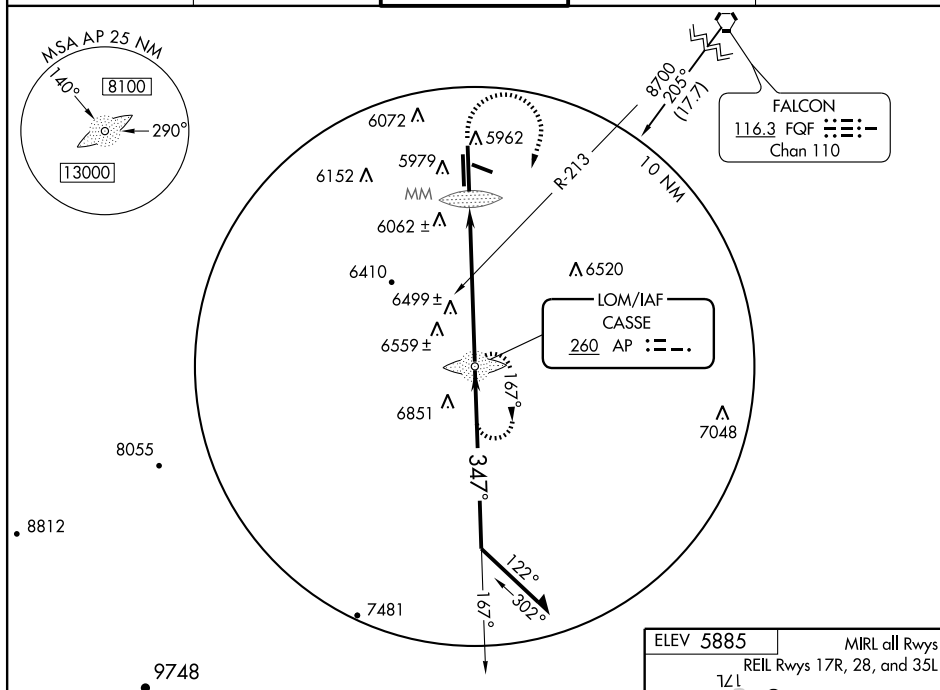 MSA AP 25 NM
140°
8100
290°
13000
8700
205°
(17.7)
FALCON
116.3 FQF
Chan 110
6072
5962
5979
6152
MM
R-213
10 NM
6062 ±
6410
6499 ±
6520
6559 ±
LOM/IAF
CASSE
260 AP
167°
6851
7048
8055
347°
8812
122°
302°
167°
7481
9748
ELEV 5885
MIRL all Rwys
REIL Rwys 17R, 28, and 35L
17L